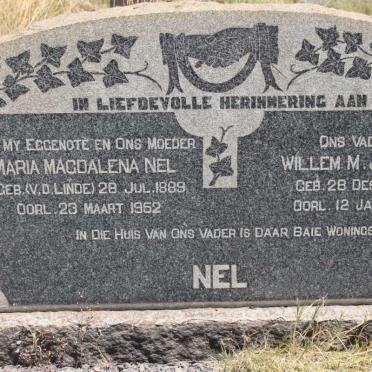 IN LIEFDEVOLLE HERINNERING AAN
MY EGGENOTE EN ONS MOEDER
MARIA MAGDALENA NEL
GEB. (V.D. LINDE) 28 JUL. 1889
OORL. 23 MAART 1952
ONS VADER
WILLEM M. J
GEB. 28 DES
OORL. 12 JA
IN DIE HUIS VAN ONS VADER IS DAAR BAIE WONINGS
NEL